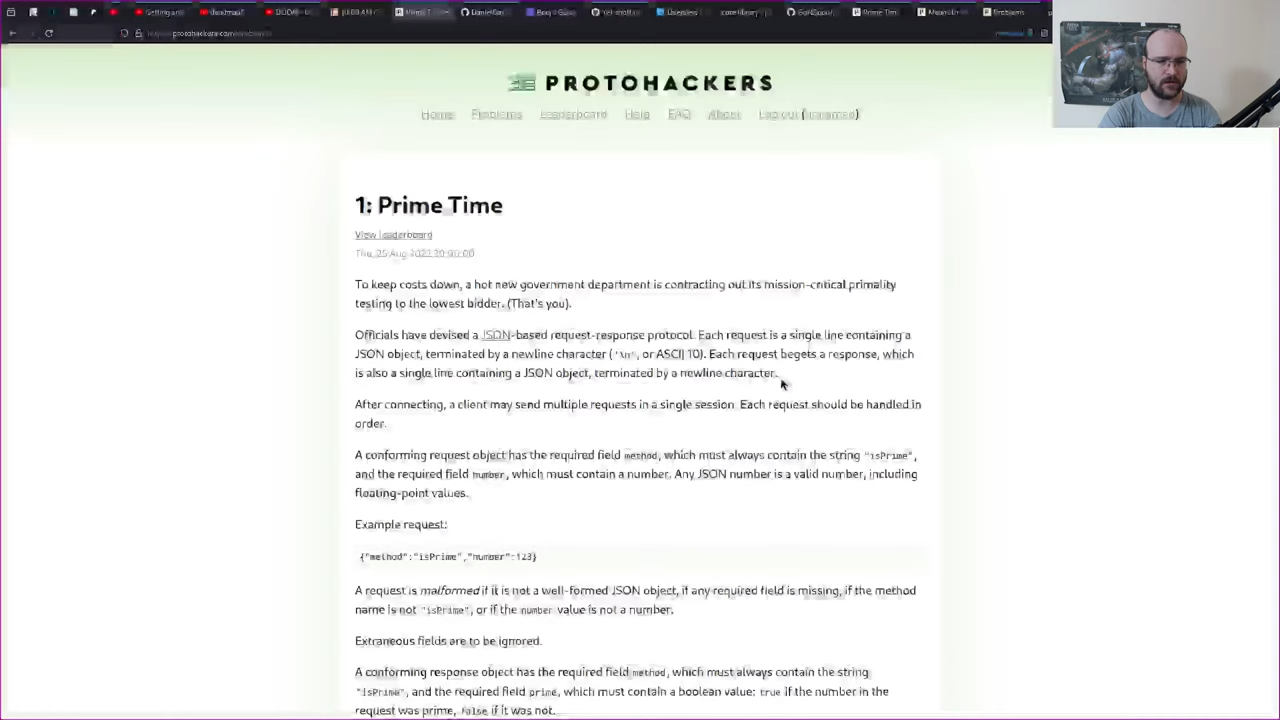 protohackers.com
PROTOHACKERS
Home Problems Leaderboard Help FAQ About Log out
1: Prime Time
View leaderboard
Thu, 25 Aug 2022
To keep costs down, a hot new government department is contracting out its mission-critical primality
testing to the lowest bidder. (That's you).
Officials have devised a JSON-based request-response protocol. Each request is a single line containing a
JSON object, terminated by a newline character ('\n', or ASCII 10). Each request begets a response, which
is also a single line containing a JSON object, terminated by a newline character.
After connecting, a client may send multiple requests in a single session. Each request should be handled in
order.
A conforming request object has the required field method, which must always contain the string "isPrime",
and the required field number, which must contain a number. Any JSON number is a valid number, including
floating-point values.
Example request:
{"method":"isPrime","number":123}
A request is malformed if it is not a well-formed JSON object, if any required field is missing, if the method
name is not "isPrime", or if the number value is not a number.
Extraneous fields are to be ignored.
A conforming response object has the required field method, which must always contain the string
"isPrime", and the required field prime, which must contain a boolean value: true if the number in the
request was prime, false if it was not.